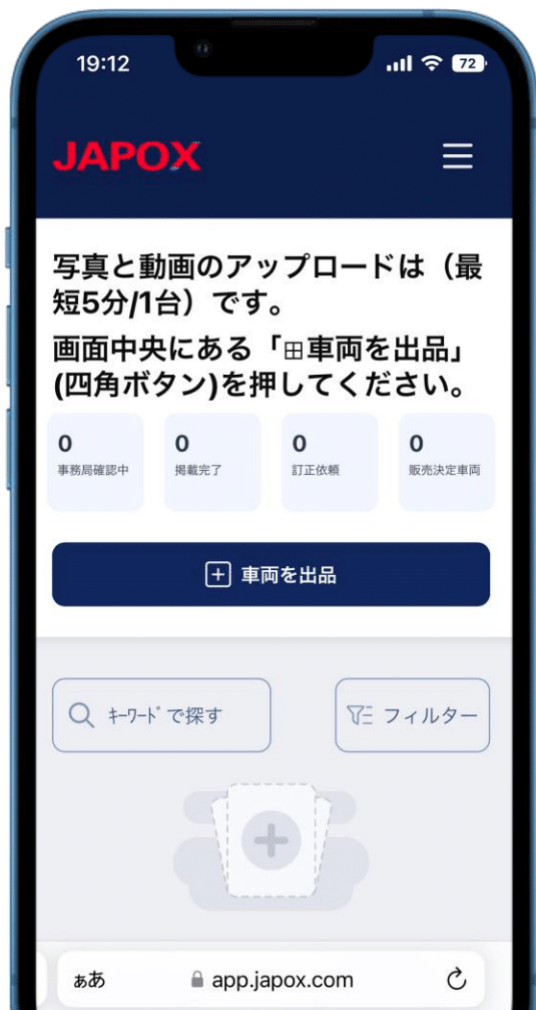 19:12
72
JAPOX
写真と動画のアップロードは（最
短5分/1台）です。
画面中央にある「⊞車両を出品」
(四角ボタン)を押してください。
0
事務局確認中
0
掲載完了
0
訂正依頼
0
販売決定車両
車両を出品
ｷｰﾜｰﾄﾞで探す
フィルター
ぁあ
app.japox.com